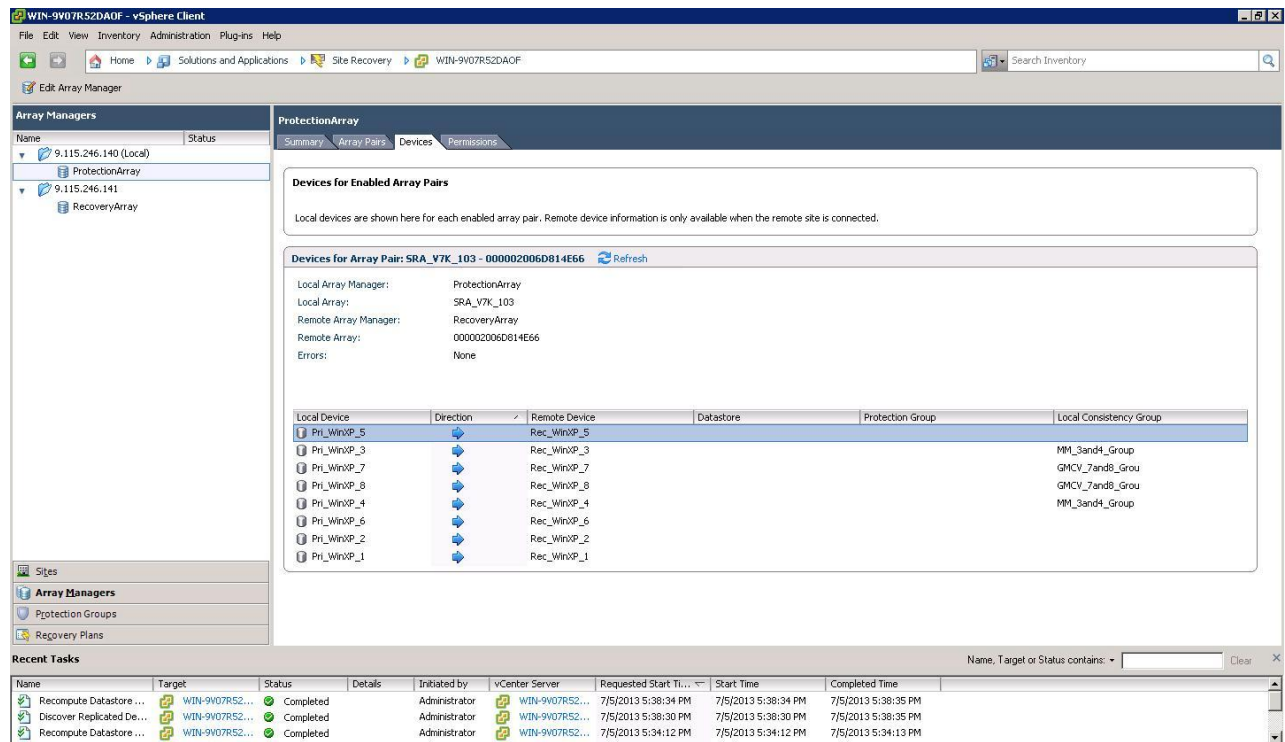 WIN-9V07R52DAOF - vSphere Client
File Edit View Inventory Administration Plug-ins Help
Home Solutions and Applications Site Recovery WIN-9V07R52DAOF Search Inventory
Edit Array Manager
Array Managers
Name Status
9.115.246.140 (Local)
ProtectionArray
9.115.246.141
RecoveryArray
Sites
Array Managers
Protection Groups
Recovery Plans
ProtectionArray
Summary Array Pairs Devices Permissions
Devices for Enabled Array Pairs
Local devices are shown here for each enabled array pair. Remote device information is only available when the remote site is connected.
Devices for Array Pair: SRA_V7K_103 - 000002006D814E66 Refresh
Local Array Manager: ProtectionArray
Local Array: SRA_V7K_103
Remote Array Manager: RecoveryArray
Remote Array: 000002006D814E66
Errors: None
Local Device Direction Remote Device Datastore Protection Group Local Consistency Group
Pri_WinXP_5 Rec_WinXP_5
Pri_WinXP_3 Rec_WinXP_3 MM_3and4_Group
Pri_WinXP_7 Rec_WinXP_7 GMCV_7and8_Grou
Pri_WinXP_8 Rec_WinXP_8 GMCV_7and8_Grou
Pri_WinXP_4 Rec_WinXP_4 MM_3and4_Group
Pri_WinXP_6 Rec_WinXP_6
Pri_WinXP_2 Rec_WinXP_2
Pri_WinXP_1 Rec_WinXP_1
Recent Tasks Name, Target or Status contains: Clear
Name Target Status Details Initiated by vCenter Server Requested Start Ti... Start Time Completed Time
Recompute Datastore ... WIN-9V07R52... Completed Administrator WIN-9V07R52... 7/5/2013 5:38:34 PM 7/5/2013 5:38:34 PM 7/5/2013 5:38:35 PM
Discover Replicated De... WIN-9V07R52... Completed Administrator WIN-9V07R52... 7/5/2013 5:38:30 PM 7/5/2013 5:38:30 PM 7/5/2013 5:38:35 PM
Recompute Datastore ... WIN-9V07R52... Completed Administrator WIN-9V07R52... 7/5/2013 5:34:12 PM 7/5/2013 5:34:12 PM 7/5/2013 5:34:13 PM